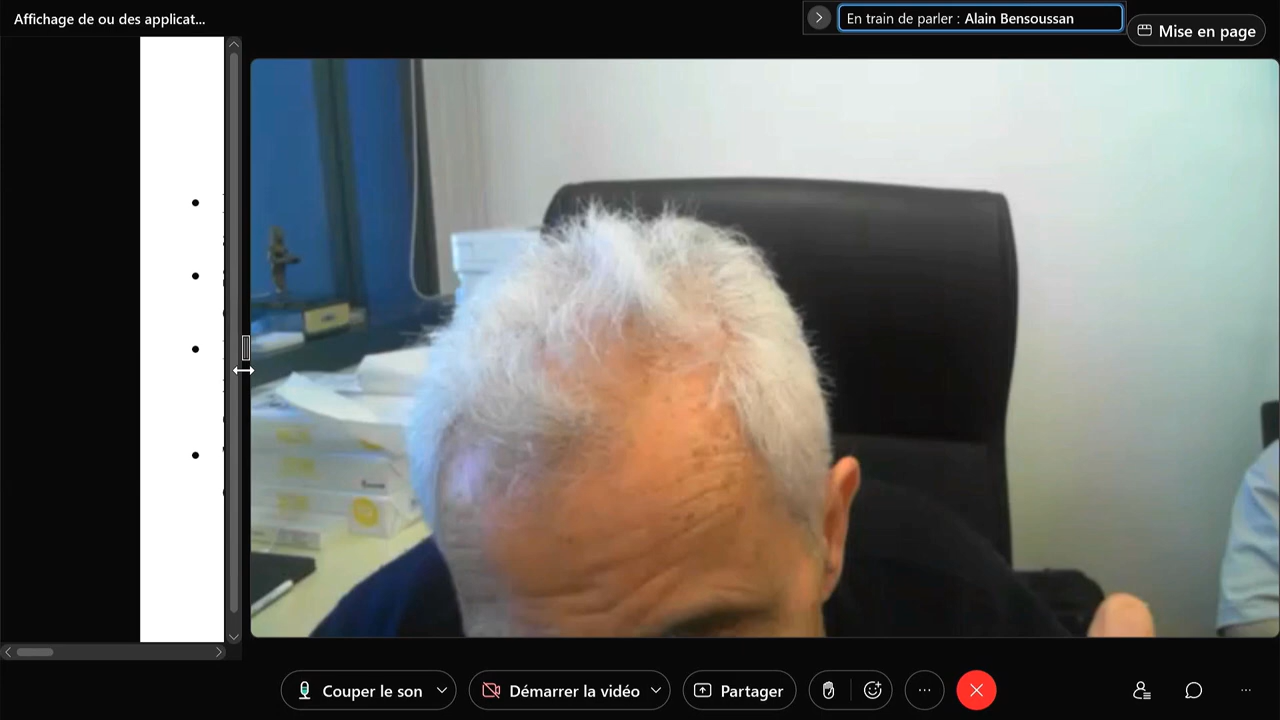 Affichage de ou des applicat...
En train de parler : Alain Bensoussan
Mise en page
Couper le son
Démarrer la vidéo
Partager